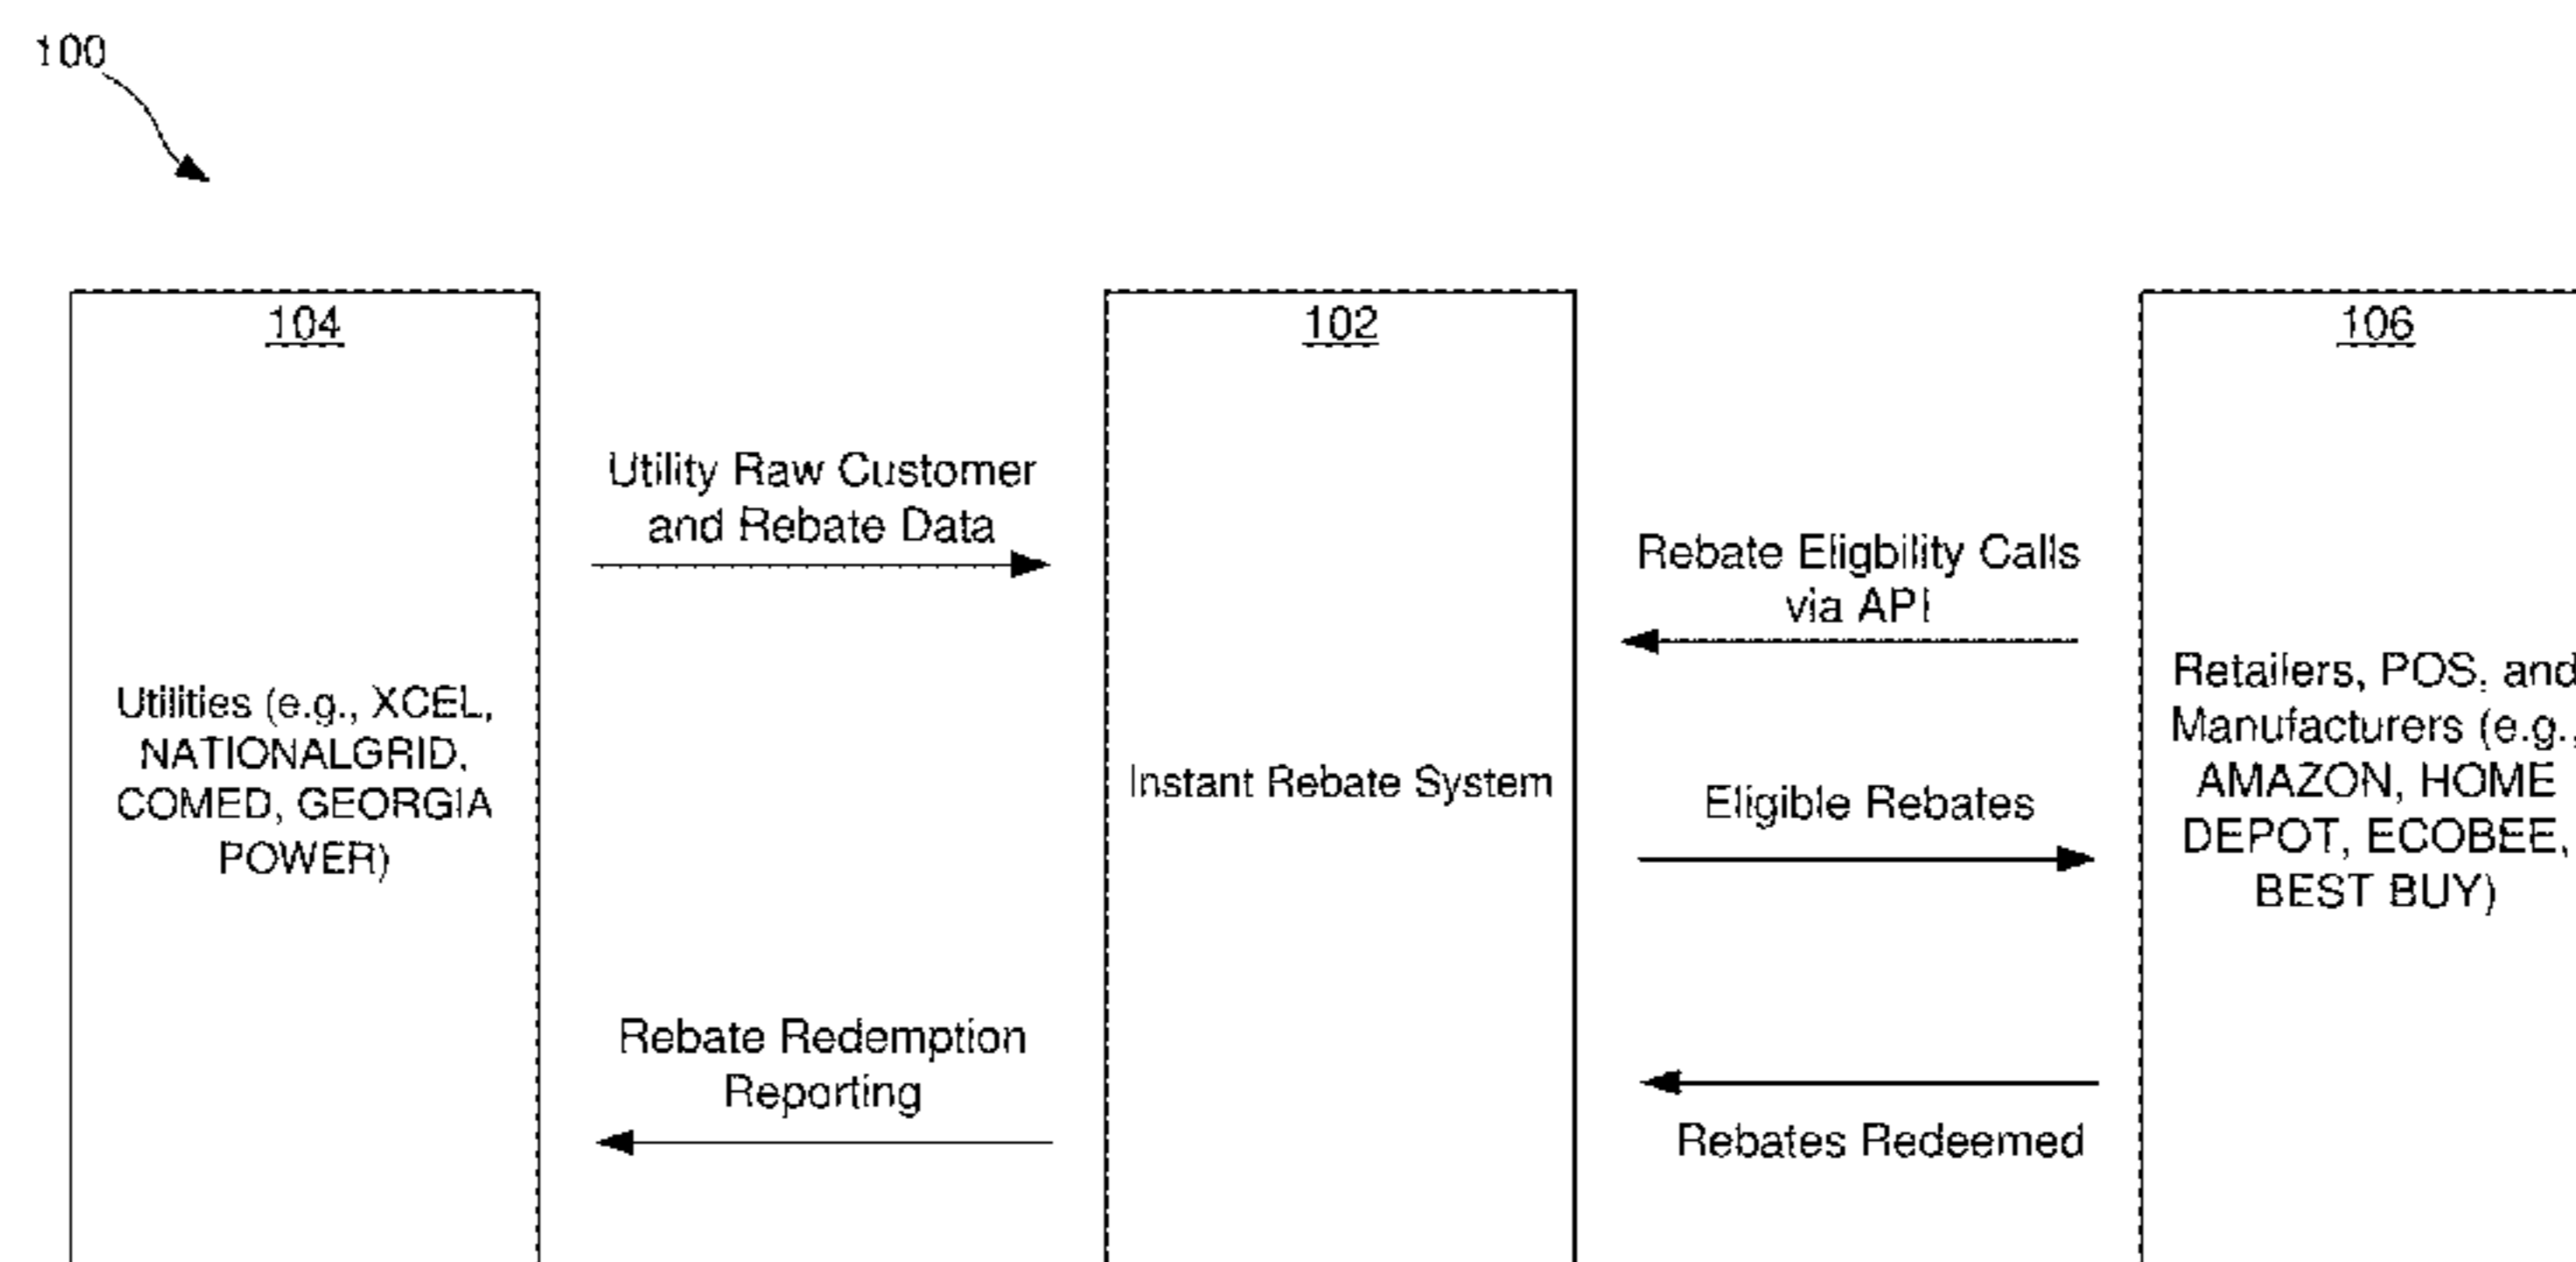 100
104
Utilities (e.g., XCEL,
NATIONALGRID,
COMED, GEORGIA
POWER)
Utility Raw Customer
and Rebate Data
Rebate Redemption
Reporting
102
Instant Rebate System
Rebate Eligbility Calls
via API
Eligible Rebates
Rebates Redeemed
106
Retailers, POS, and
Manufacturers (e.g.,
AMAZON, HOME
DEPOT, ECOBEE,
BEST BUY)